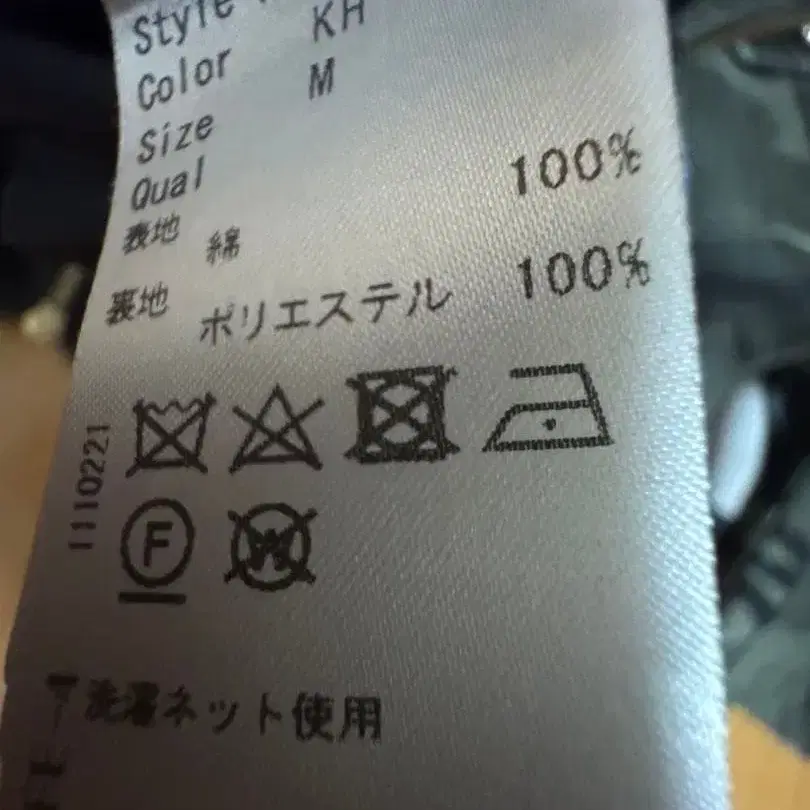 Style
Color KH
Size M
Qual
表地 綿 100%
裏地 ポリエステル 100%
1110221
F
W
洗濯ネット使用